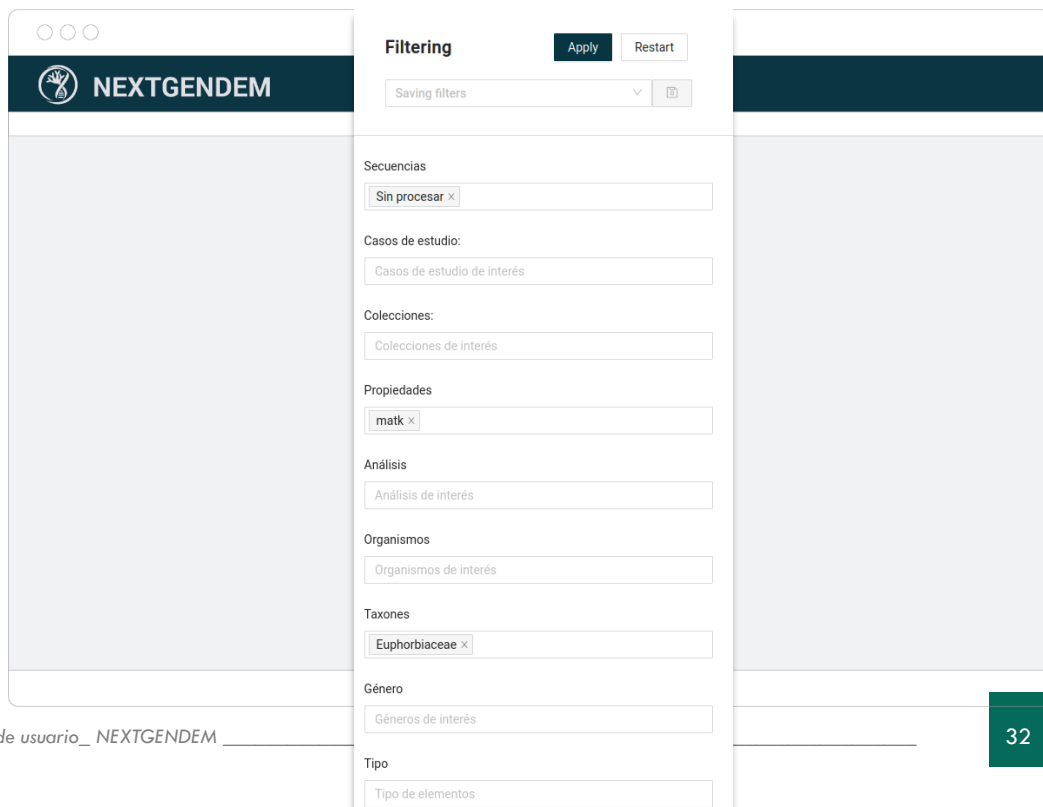 Filtering
Apply
Restart
NEXTGENDEM
Saving filters
Secuencias
Sin procesar ×
Casos de estudio:
Casos de estudio de interés
Colecciones:
Colecciones de interés
Propiedades
matk ×
Análisis
Análisis de interés
Organismos
Organismos de interés
Taxones
Euphorbiaceae ×
Género
Géneros de interés
de usuario_ NEXTGENDEM
32
Tipo
Tipo de elementos